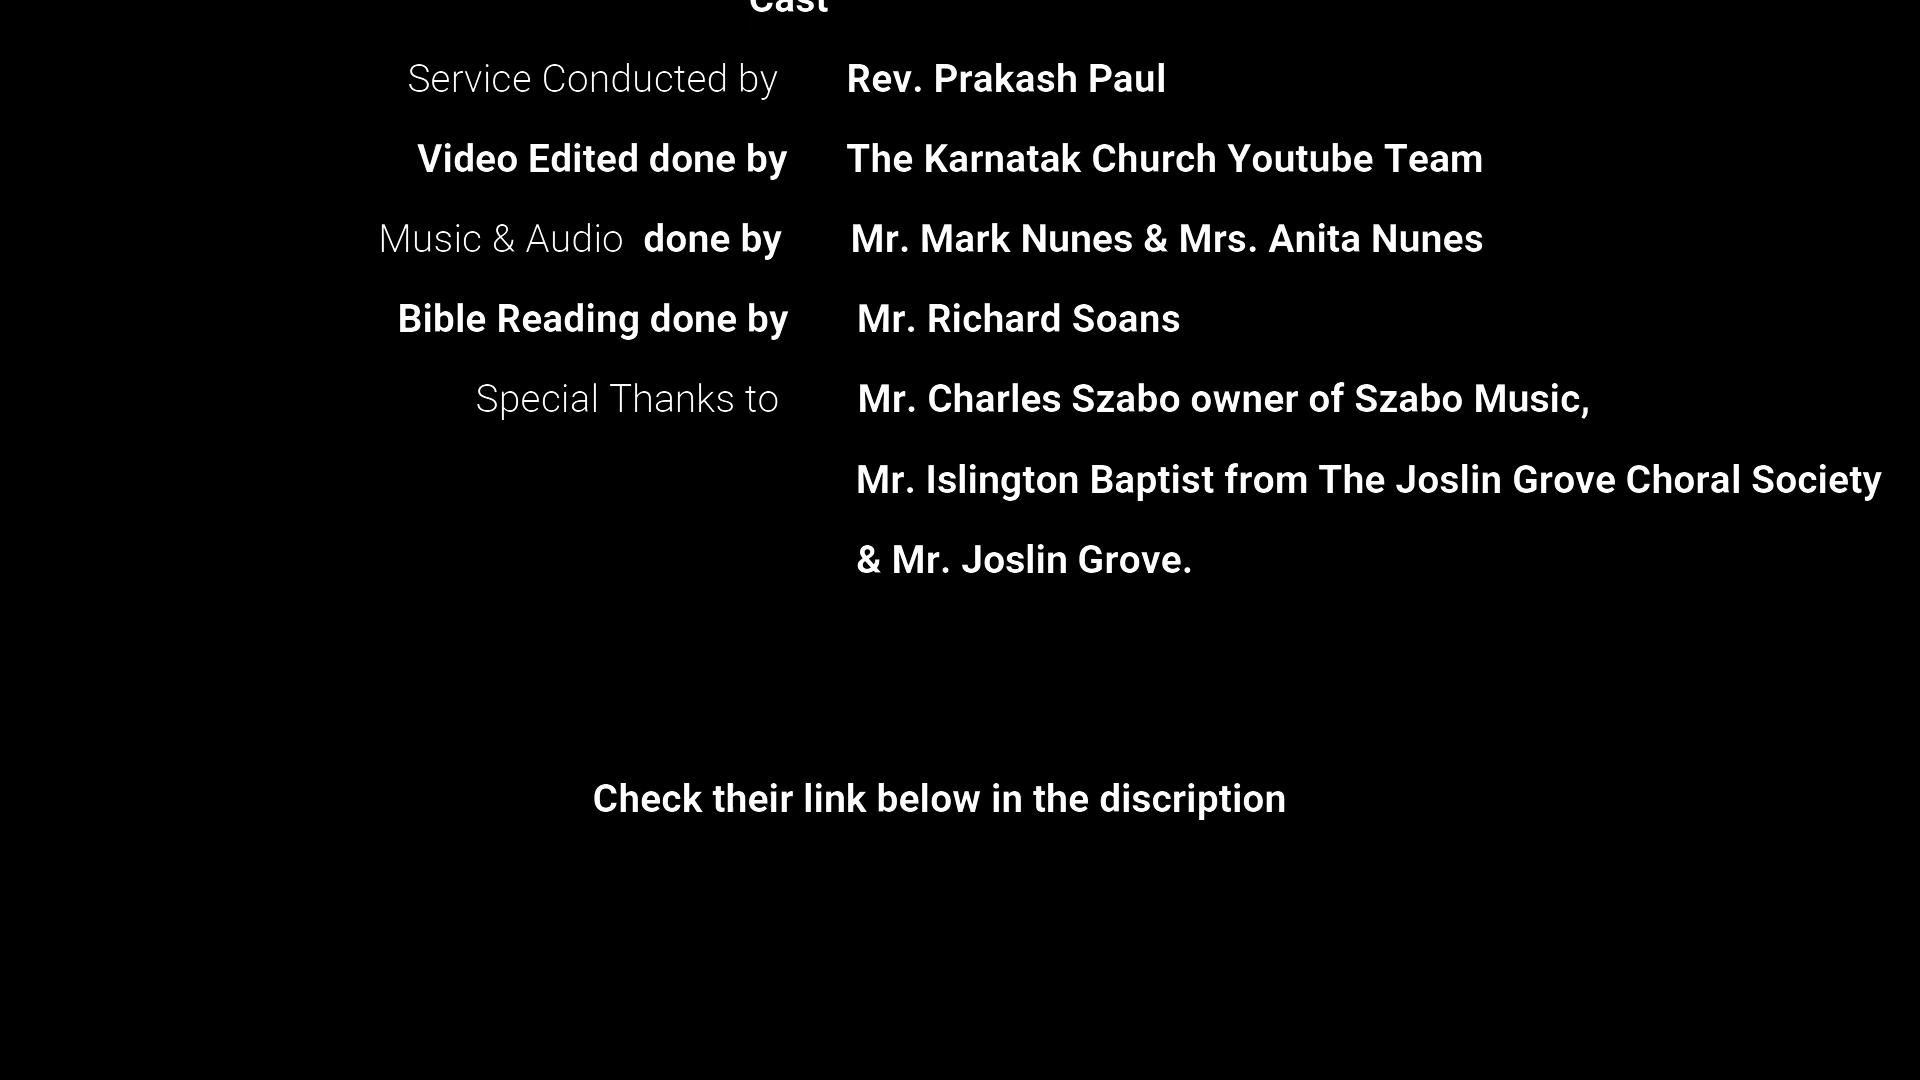 Cast
Service Conducted by Rev. Prakash Paul
Video Edited done by The Karnatak Church Youtube Team
Music & Audio done by Mr. Mark Nunes & Mrs. Anita Nunes
Bible Reading done by Mr. Richard Soans
Special Thanks to Mr. Charles Szabo owner of Szabo Music,
Mr. Islington Baptist from The Joslin Grove Choral Society
& Mr. Joslin Grove.
Check their link below in the discription